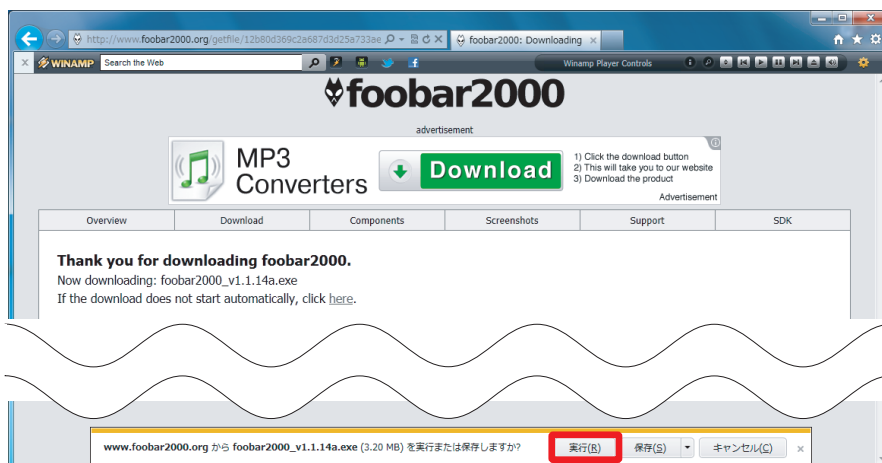 http://www.foobar2000.org/getfile/12b80d369c2a687d3d25a733ae
foobar2000: Downloading
WINAMP
Search the Web
Winamp Player Controls
foobar2000
advertisement
MP3
Converters
Download
1) Click the download button
2) This will take you to our website
3) Download the product
Advertisement
Overview Download Components Screenshots Support SDK
Thank you for downloading foobar2000.
Now downloading: foobar2000_v1.1.14a.exe
If the download does not start automatically, click here.
www.foobar2000.org から foobar2000_v1.1.14a.exe (3.20 MB) を実行または保存しますか?
実行(R) 保存(S) キャンセル(C)